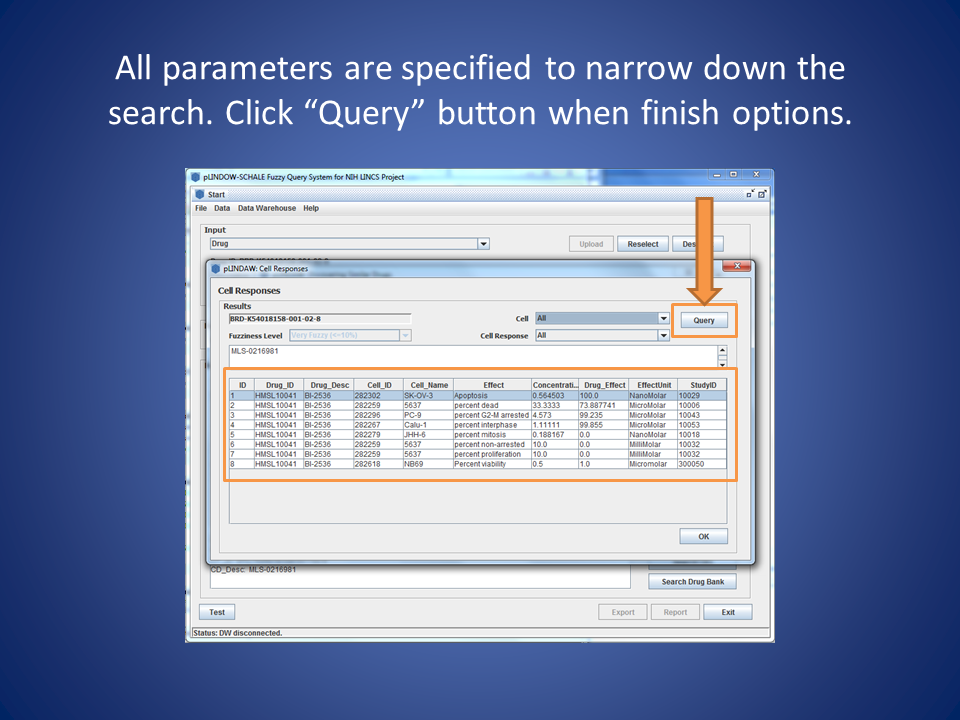 All parameters are specified to narrow down the
search. Click “Query” button when finish options.
pLINDOW-SCHALE Fuzzy Query System for NIH LINCS Project
Start
File Data Data Warehouse Help
Input
Drug
Upload Reselect
pLINDAW: Cell Responses
Cell Responses
Results
BRD-K54018158-001-02-8 Cell All Query
Fuzziness Level Very Fuzzy (<=10%) Cell Response All
MLS-0216981
ID Drug_ID Drug_Desc Cell_ID Cell_Name Effect Concentrati... Drug_Effect EffectUnit StudyID
1 HMSL10041 BI-2536 282302 SK-OV-3 Apoptosis 0.564503 100.0 NanoMolar 10029
2 HMSL10041 BI-2536 282259 5637 percent dead 33.3333 73.887741 MicroMolar 10006
3 HMSL10041 BI-2536 282296 PC-9 percent G2-M arrested 4.573 99.235 MicroMolar 10043
4 HMSL10041 BI-2536 282267 Calu-1 percent interphase 1.11111 99.855 MicroMolar 10053
5 HMSL10041 BI-2536 282279 JHH-6 percent mitosis 0.188167 0.0 NanoMolar 10018
6 HMSL10041 BI-2536 282259 5637 percent non-arrested 10.0 0.0 MilliMolar 10032
7 HMSL10041 BI-2536 282259 5637 percent proliferation 10.0 0.0 MilliMolar 10032
8 HMSL10041 BI-2536 282618 NB69 Percent viability 0.5 1.0 Micromolar 300050
OK
CD_Desc: MLS-0216981
Search Drug Bank
Test Export Report Exit
Status: DW disconnected.